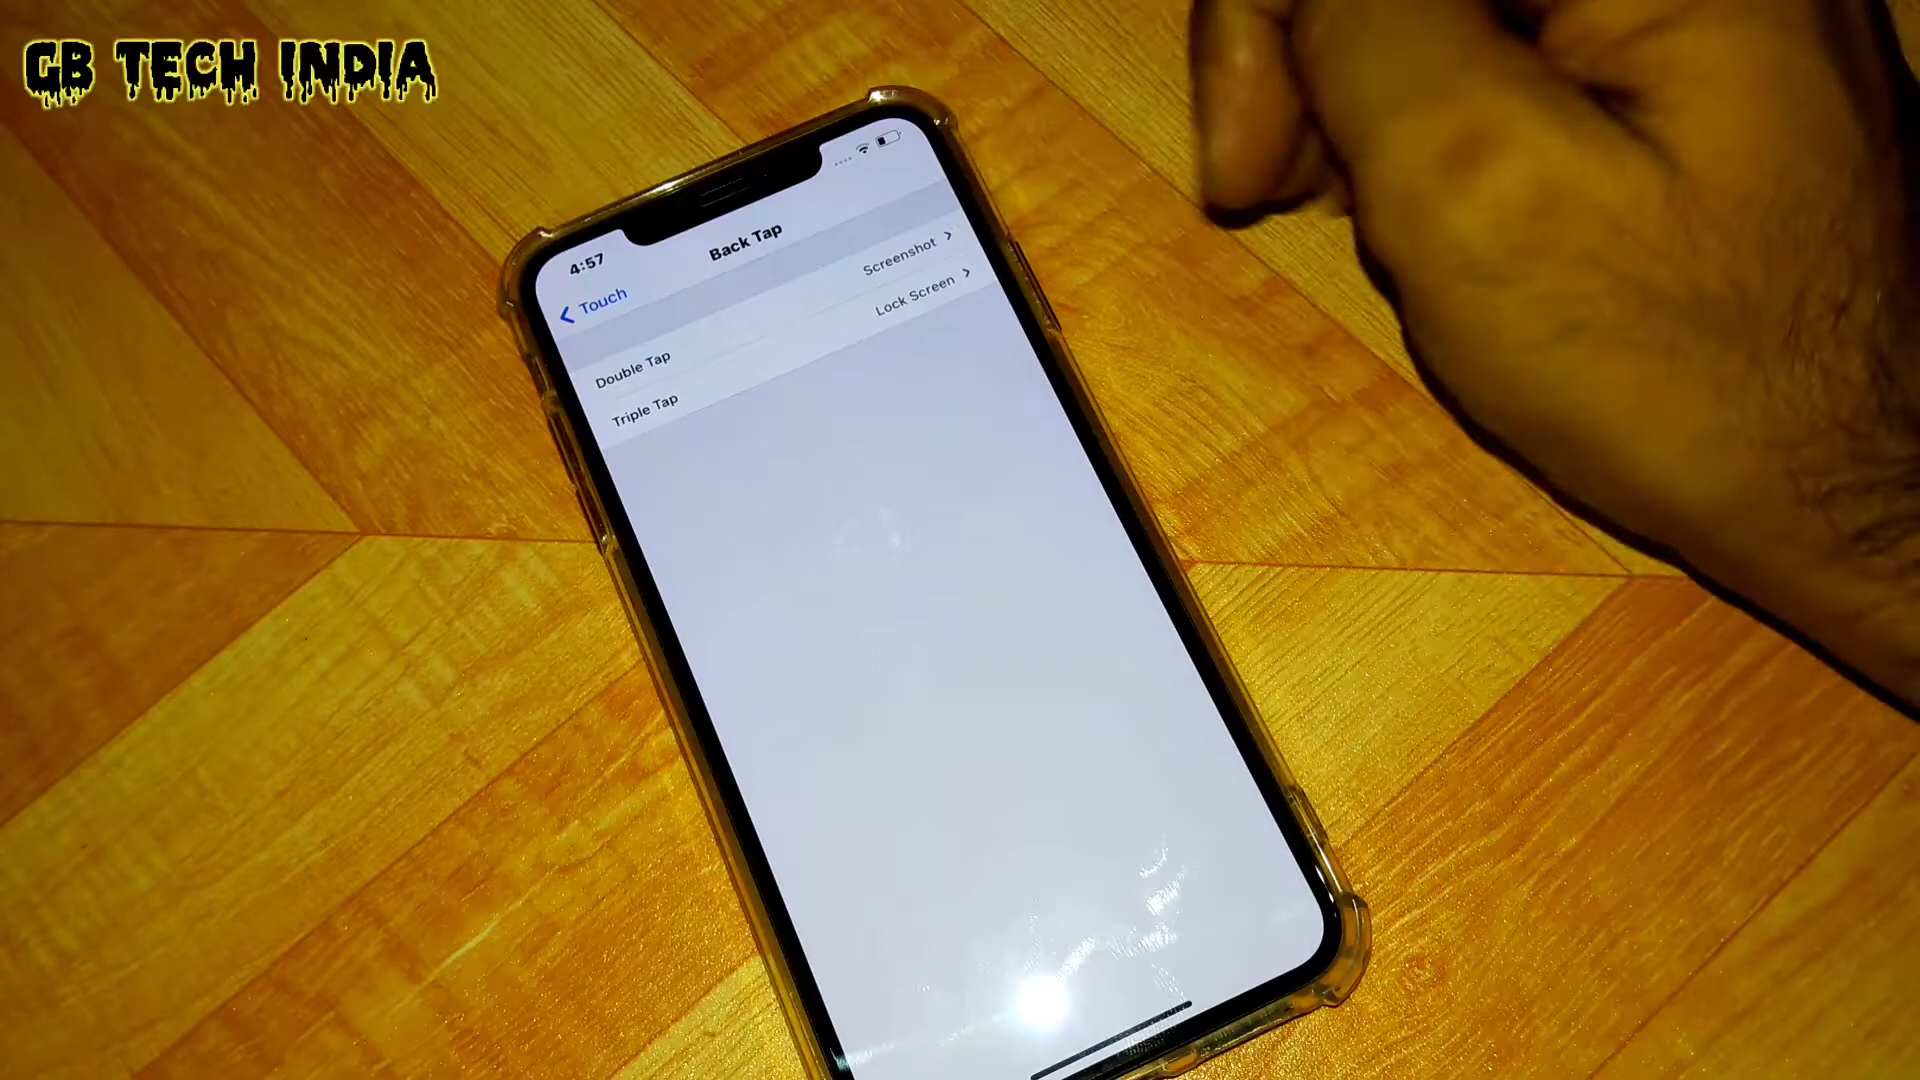 GB TECH INDIA
4:57
Back Tap
Touch
Double Tap
Screenshot
Triple Tap
Lock Screen